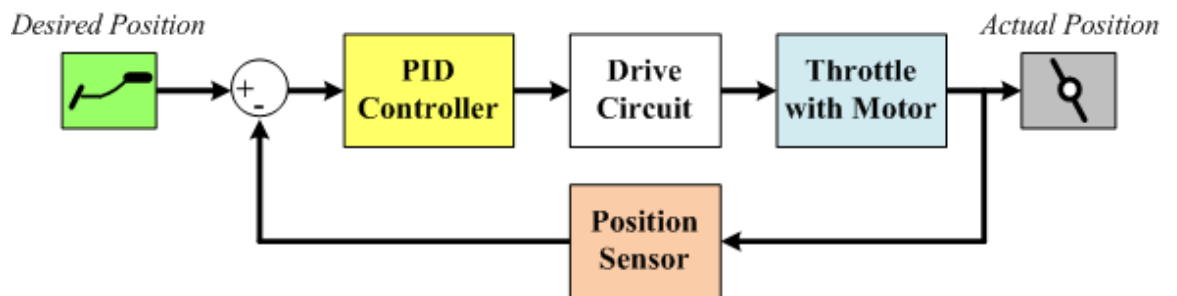 Desired Position
Actual Position
+
-
PID
Controller
Drive
Circuit
Throttle
with Motor
Position
Sensor